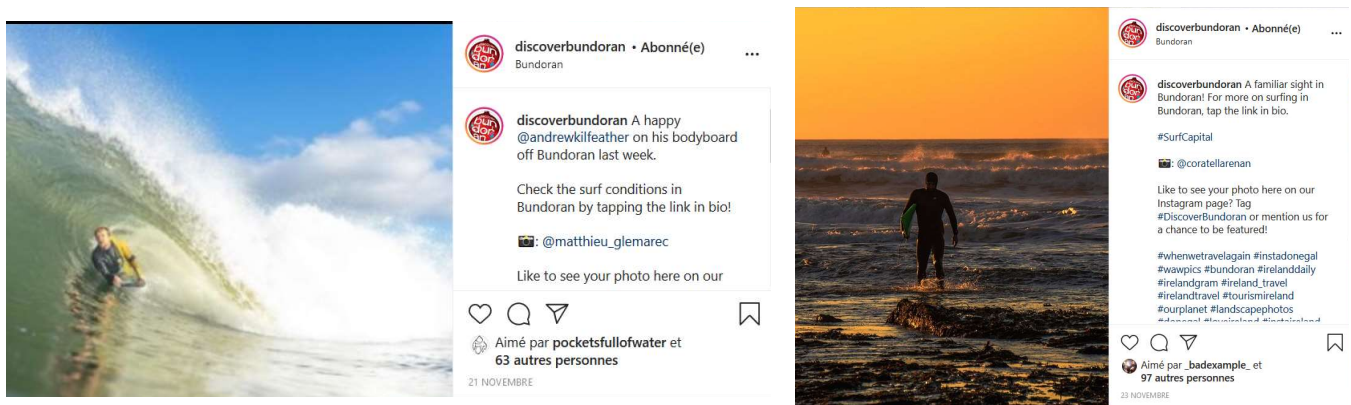 discoverbundoran • Abonné(e)
Bundoran
discoverbundoran A happy
@andrewkilfeather on his bodyboard
off Bundoran last week.
Check the surf conditions in
Bundoran by tapping the link in bio!
📷: @matthieu_glemarec
Like to see your photo here on our
Aimé par pocketsfullofwater et
63 autres personnes
21 NOVEMBRE
discoverbundoran • Abonné(e)
Bundoran
discoverbundoran A familiar sight in
Bundoran! For more on surfing in
Bundoran, tap the link in bio.
#SurfCapital
📷: @coratellarenan
Like to see your photo here on our
Instagram page? Tag
#DiscoverBundoran or mention us for
a chance to be featured!
#whenwetravelagain #instadonegal
#wawpics #bundoran #irelanddaily
#irelandgram #ireland_travel
#irelandtravel #tourismireland
#ourplanet #landscapephotos
#donegal #loveireland #instaireland
Aimé par _badexample_ et
97 autres personnes
23 NOVEMBRE